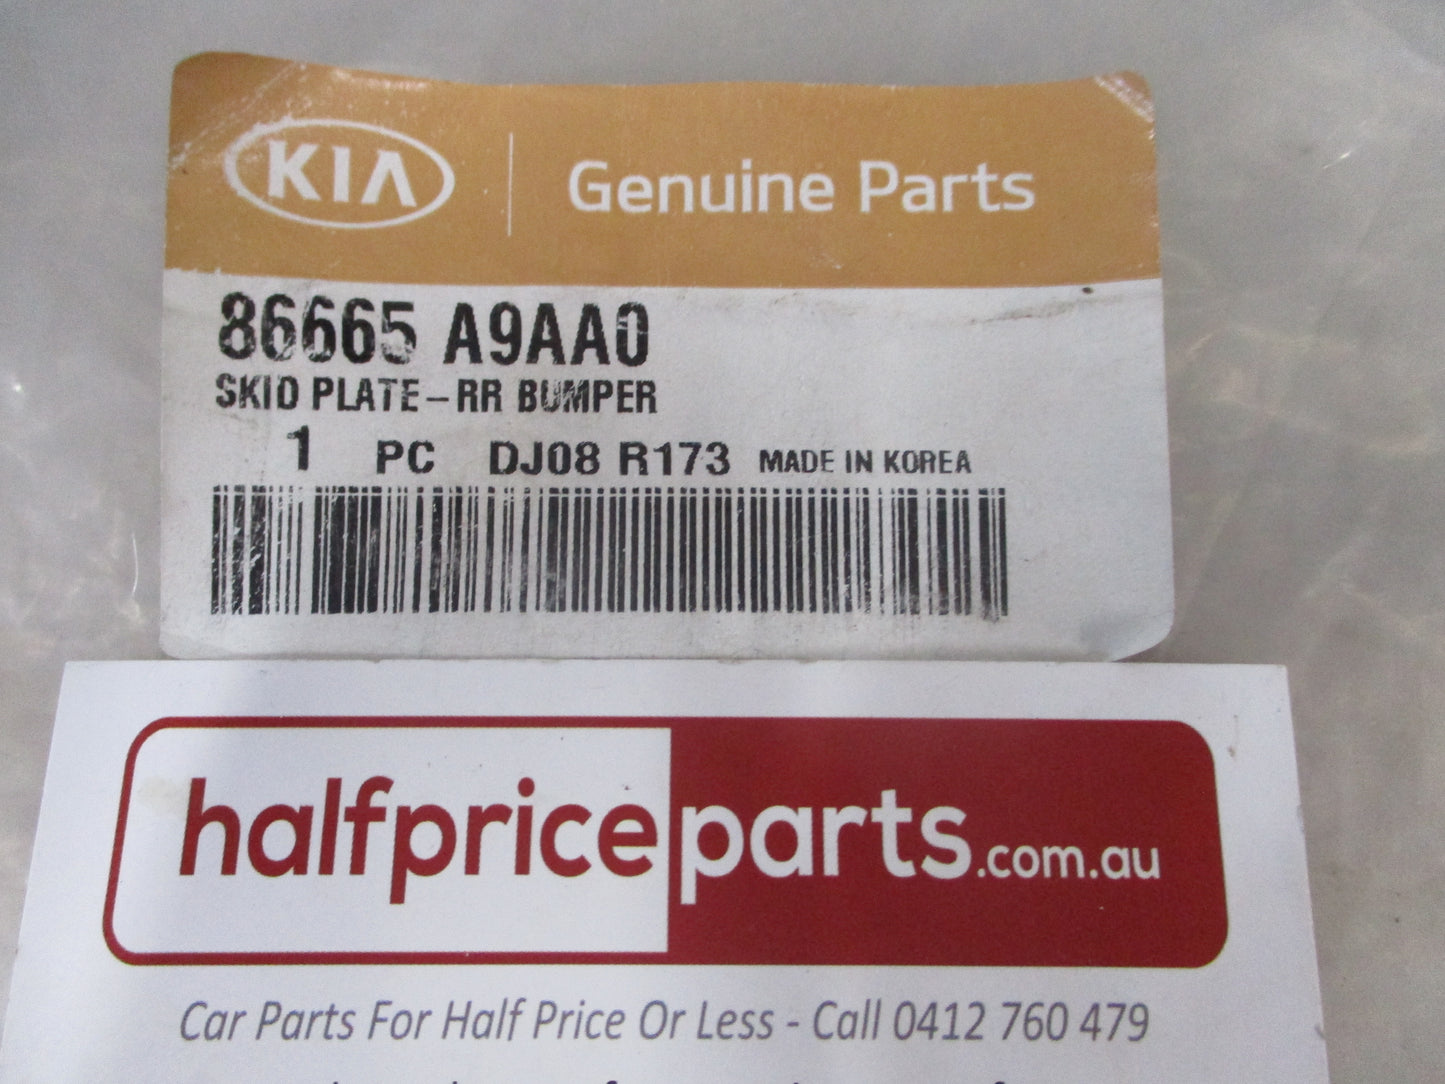 KIA Genuine Parts
86665 A9AA0
SKID PLATE-RR BUMPER
1 PC DJ08 R173 MADE IN KOREA
halfpriceparts.com.au
Car Parts For Half Price Or Less - Call 0412 760 479